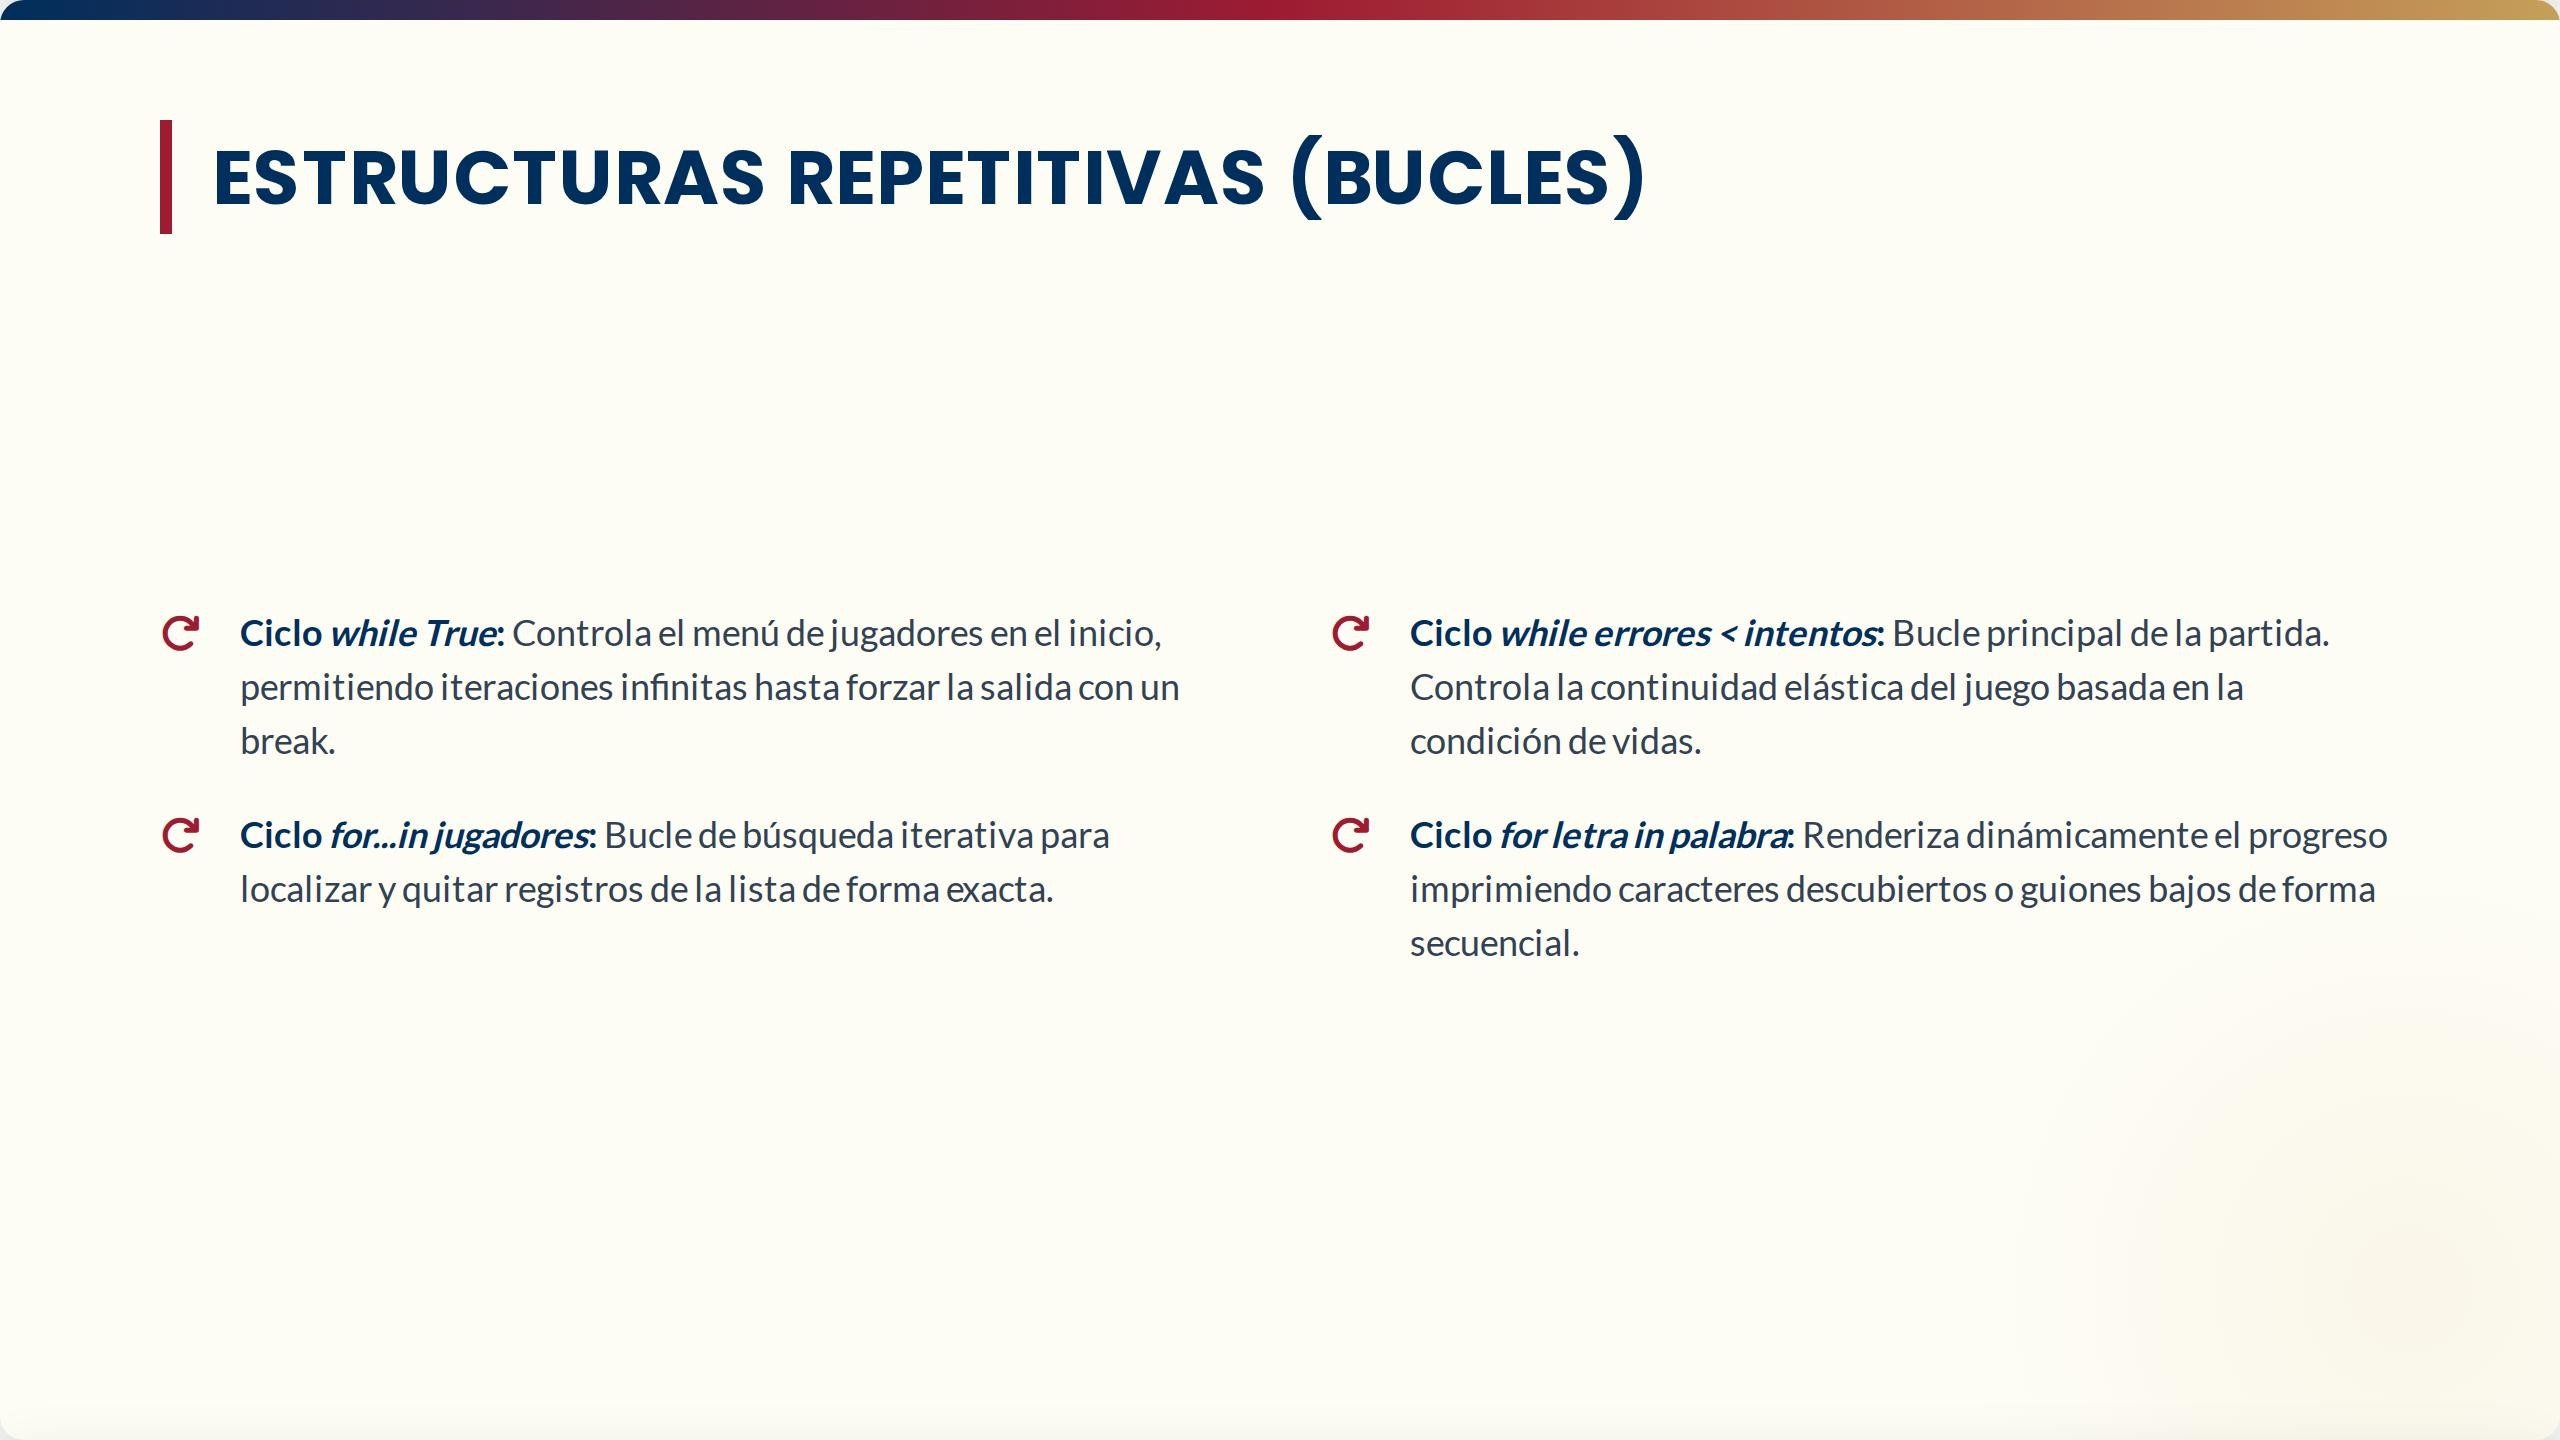 ESTRUCTURAS REPETITIVAS (BUCLES)
Ciclo while True: Controla el menú de jugadores en el inicio,
permitiendo iteraciones infinitas hasta forzar la salida con un
break.
Ciclo for...in jugadores: Bucle de búsqueda iterativa para
localizar y quitar registros de la lista de forma exacta.
Ciclo while errores < intentos: Bucle principal de la partida.
Controla la continuidad elástica del juego basada en la
condición de vidas.
Ciclo for letra in palabra: Renderiza dinámicamente el progreso
imprimiendo caracteres descubiertos o guiones bajos de forma
secuencial.